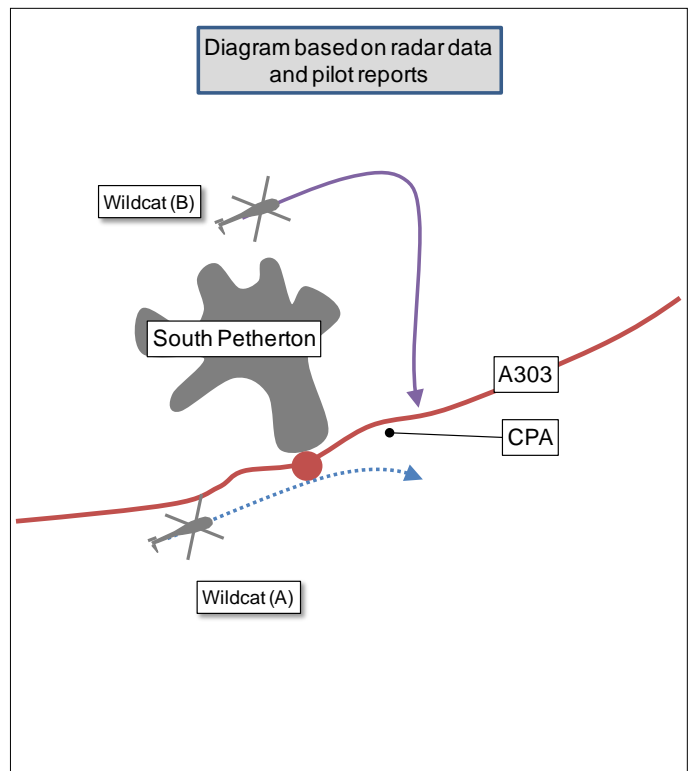 Diagram based on radar data
and pilot reports
Wildcat (B)
South Petherton
A303
CPA
Wildcat (A)